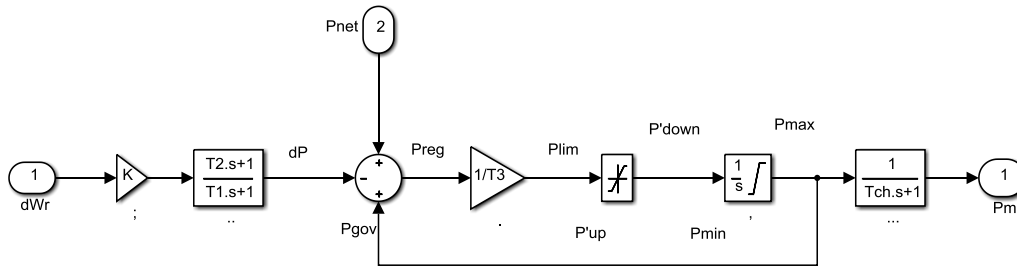 Pnet
2
P'down
Pmax
dP
Preg
Plim
1
K
T2.s+1
T1.s+1
-
+
+
1/T3
1
s
1
Tch.s+1
1
dWr
;
..
Pgov
.
P'up
Pmin
,
...
Pm